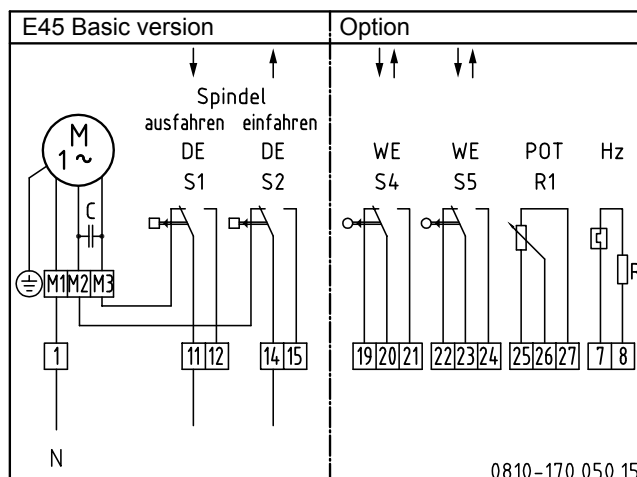 E45 Basic version Option
Spindel
ausfahren einfahren
M
1~
DE DE WE WE POT Hz
S1 S2 S4 S5 R1
C
R
M1 M2 M3
1 11 12 14 15 19 20 21 22 23 24 25 26 27 7 8
N
0810-170 050 15